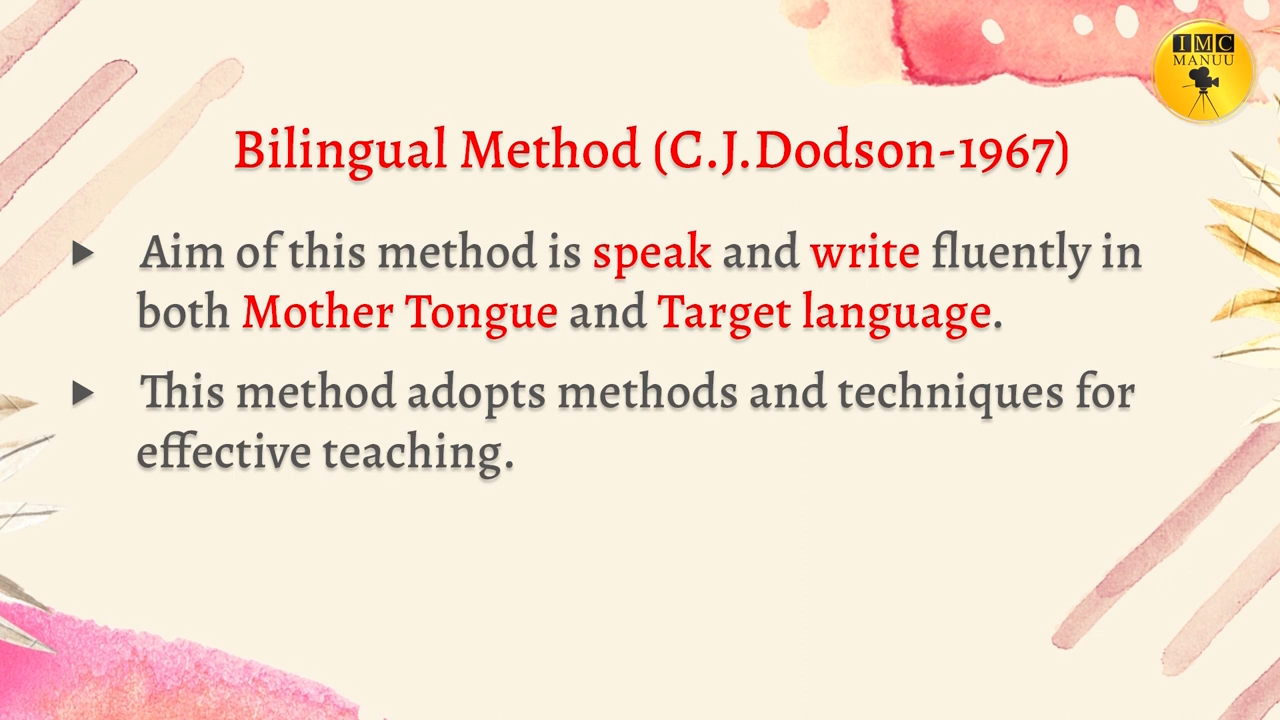 IMC
MANUU
Bilingual Method (C.J.Dodson-1967)
Aim of this method is speak and write fluently in
both Mother Tongue and Target language.
This method adopts methods and techniques for
effective teaching.